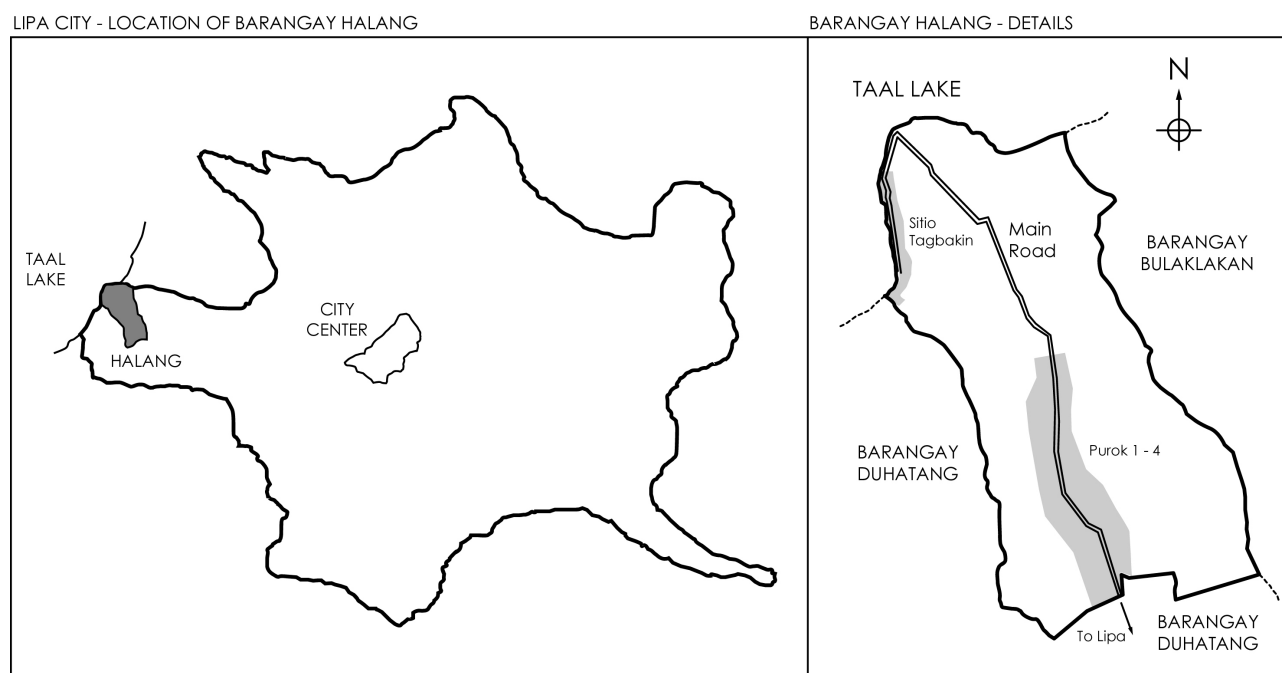 LIPA CITY - LOCATION OF BARANGAY HALANG
TAAL
LAKE
HALANG
CITY
CENTER
BARANGAY HALANG - DETAILS
TAAL LAKE
N
Sitio
Tagbakin
Main
Road
BARANGAY
BULAKLAKAN
BARANGAY
DUHATANG
Purok 1 - 4
To Lipa
BARANGAY
DUHATANG